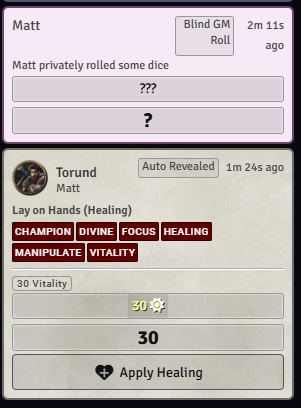 Matt
Blind GM Roll
2m 11s ago
Matt privately rolled some dice
???
?
Torund
Matt
Auto Revealed
1m 24s ago
Lay on Hands (Healing)
CHAMPION DIVINE FOCUS HEALING
MANIPULATE VITALITY
30 Vitality
30
30
Apply Healing